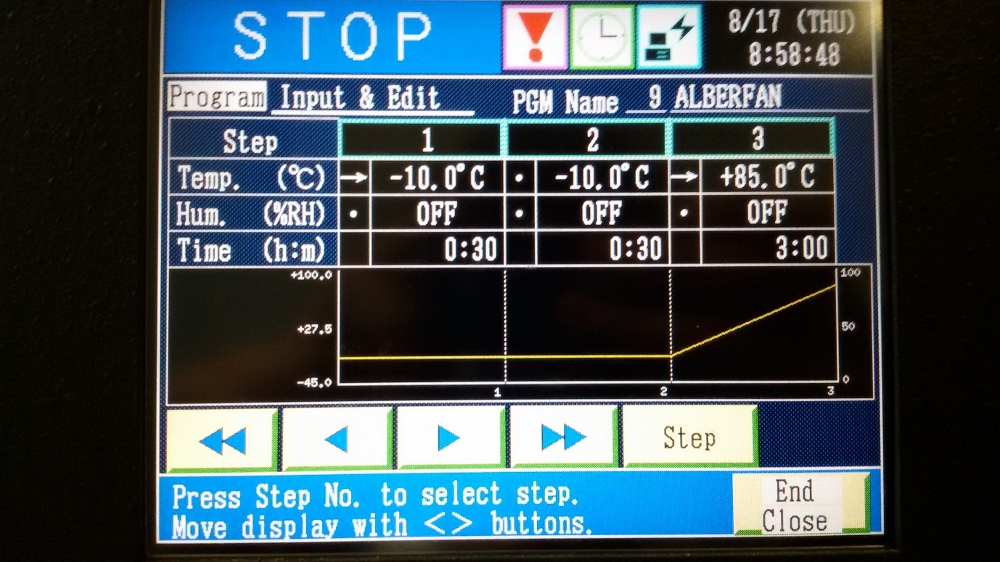 STOP
8/17 (THU)
8:58:48
Program Input & Edit PGM Name 9 ALBERFAN
Step 1 2 3
Temp. (℃) → -10.0°C • -10.0°C → +85.0°C
Hum. (%RH) • OFF • OFF • OFF
Time (h:m) 0:30 0:30 3:00
+100.0 100
+27.5 50
-45.0 0
1 2 3
Step
Press Step No. to select step.
Move display with <> buttons.
End
Close